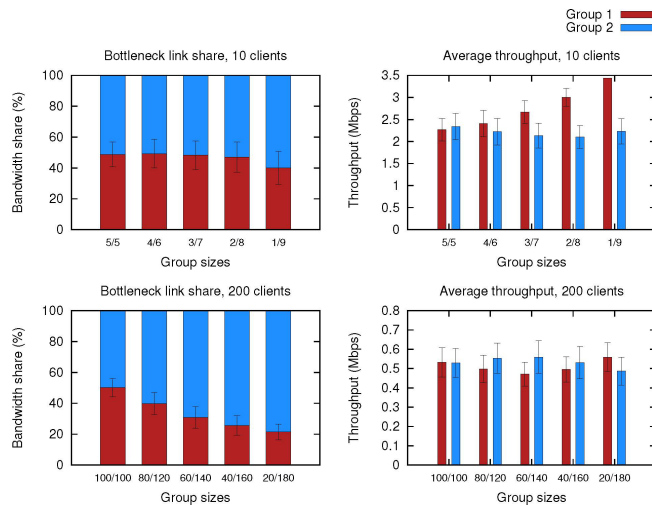 Group 1
Group 2
Bottleneck link share, 10 clients
Bandwidth share (%)
100
80
60
40
20
0
5/5 4/6 3/7 2/8 1/9
Group sizes
Average throughput, 10 clients
Throughput (Mbps)
3.5
3
2.5
2
1.5
1
0.5
0
5/5 4/6 3/7 2/8 1/9
Group sizes
Bottleneck link share, 200 clients
Bandwidth share (%)
100
80
60
40
20
0
100/100 80/120 60/140 40/160 20/180
Group sizes
Average throughput, 200 clients
Throughput (Mbps)
0.8
0.7
0.6
0.5
0.4
0.3
0.2
0.1
0
100/100 80/120 60/140 40/160 20/180
Group sizes